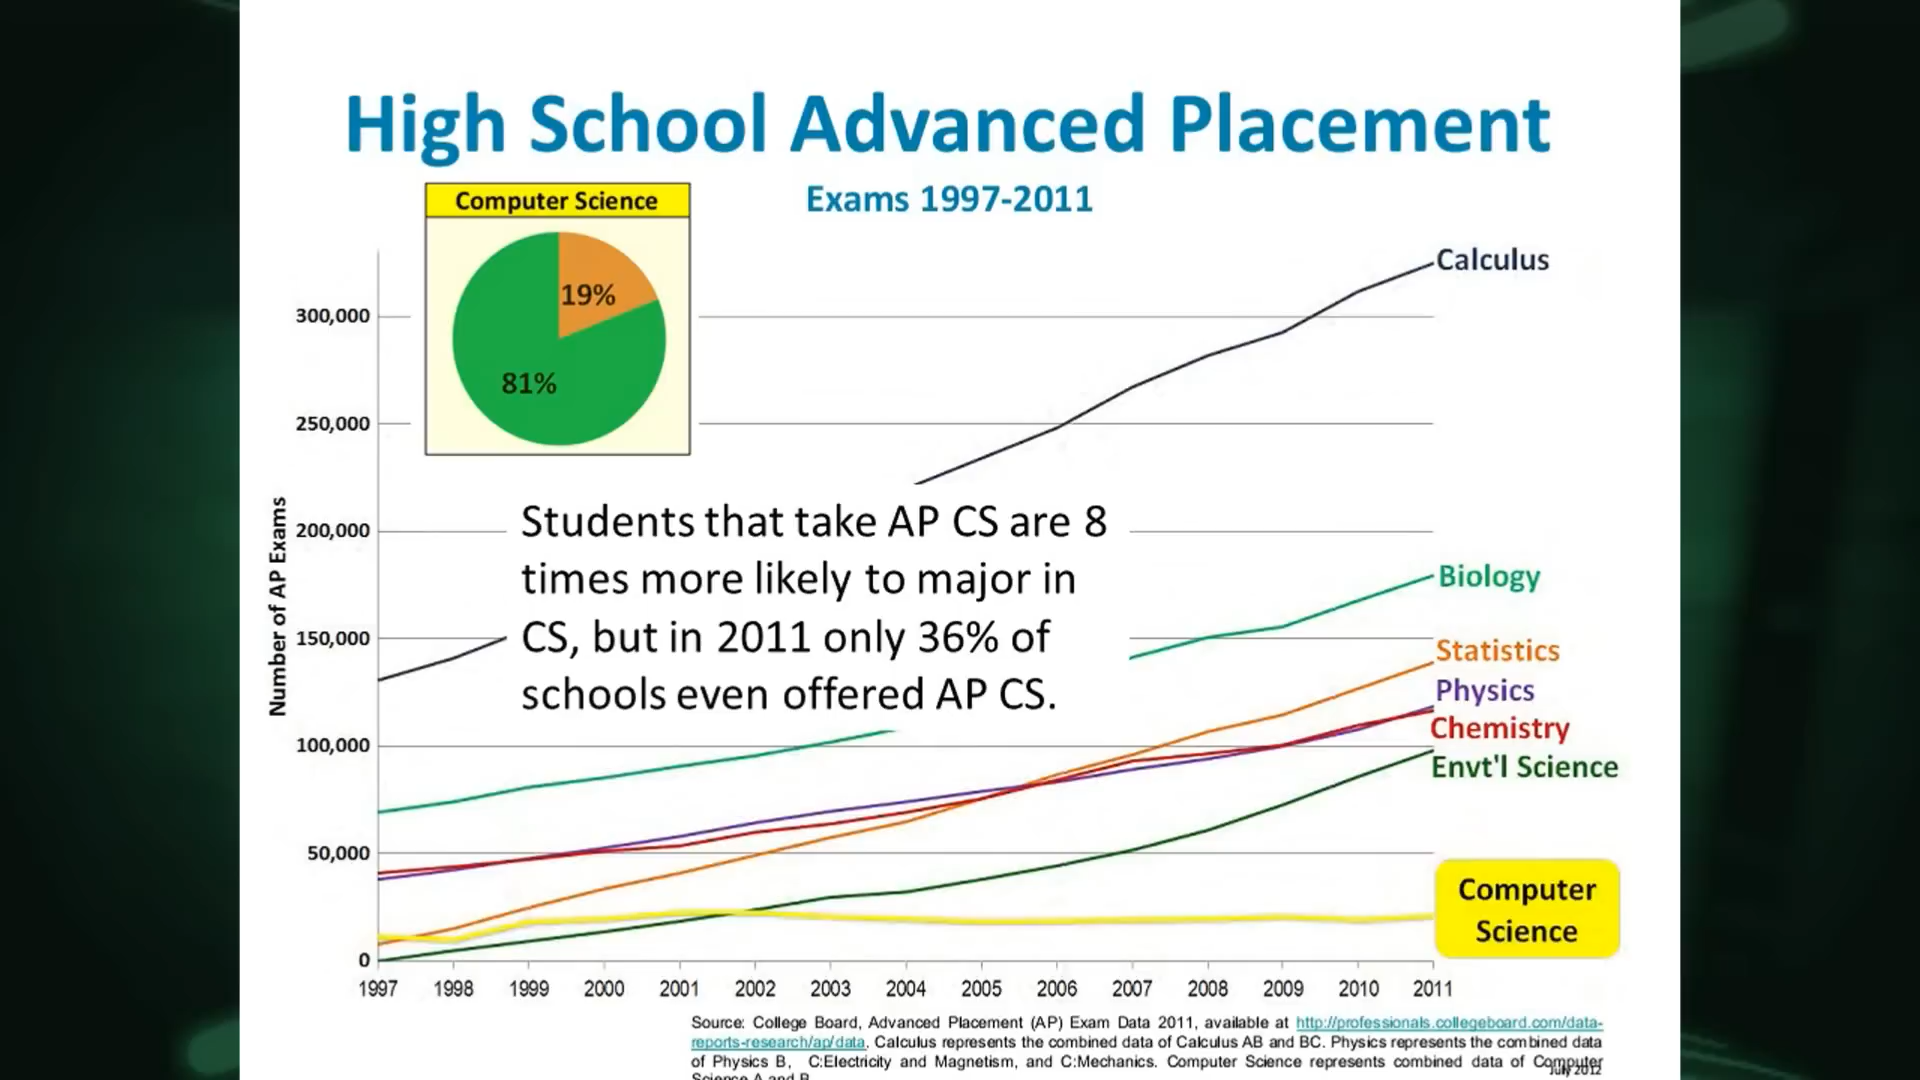 High School Advanced Placement
Exams 1997-2011
Computer Science
19%
81%
Number of AP Exams
300,000
250,000
200,000
150,000
100,000
50,000
0
Students that take AP CS are 8
times more likely to major in
CS, but in 2011 only 36% of
schools even offered AP CS.
Calculus
Biology
Statistics
Physics
Chemistry
Envt'l Science
Computer
Science
1997 1998 1999 2000 2001 2002 2003 2004 2005 2006 2007 2008 2009 2010 2011
Source: College Board, Advanced Placement (AP) Exam Data 2011, available at http://professionals.collegeboard.com/data-
reports-research/ap/data. Calculus represents the combined data of Calculus AB and BC. Physics represents the combined data
of Physics B, C:Electricity and Magnetism, and C:Mechanics. Computer Science represents combined data of Computer
Science A and B
July 2012